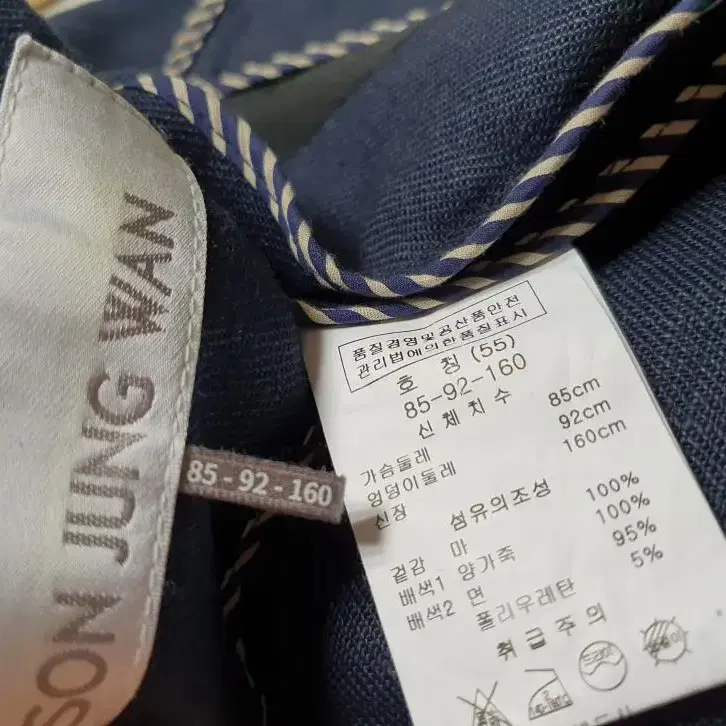 SON JUNG WAN
85 - 92 - 160
품질경영및공산품안전
관리법에의한품질표시
호 칭 (55)
85-92-160
신 체 치 수
가슴둘레 85cm
엉덩이둘레 92cm
신장 160cm
섬유의조성
겉감 마 100%
배색1 양가죽 100%
배색2 면 95%
폴리우레탄 5%
취 급 주 의
드라이